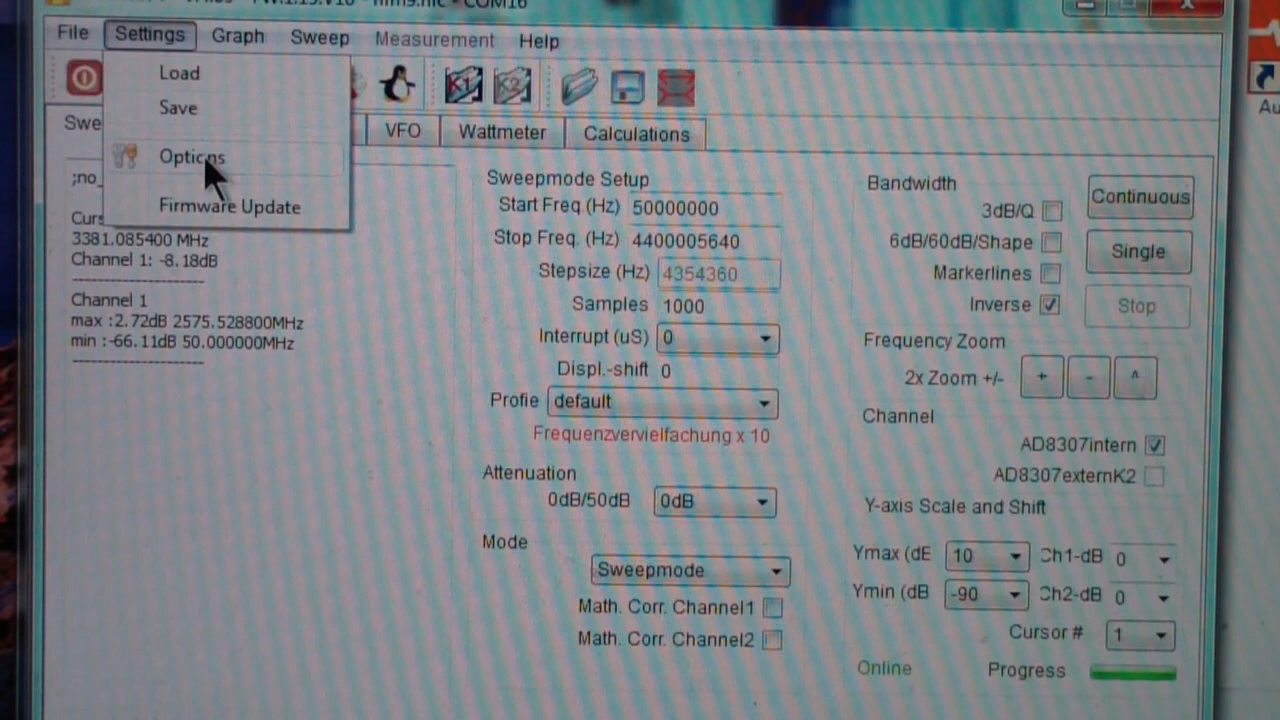 COM16
File Settings Graph Sweep Measurement Help
Load
Save
Options
Firmware Update
K1 K2
VFO Wattmeter Calculations
;no_
3381.085400 MHz
Channel 1: -8.18dB
Channel 1
max :2.72dB 2575.528800MHz
min :-66.11dB 50.000000MHz
Sweepmode Setup
Start Freq.(Hz) 50000000
Stop Freq. (Hz) 4400005640
Stepsize (Hz) 4354360
Samples 1000
Interrupt (uS) 0
Displ.-shift 0
Profie default
Frequenzvervielfachung x 10
Attenuation
0dB/50dB 0dB
Mode
Sweepmode
Math. Corr. Channel1
Math. Corr. Channel2
Bandwidth
3dB/Q
6dB/60dB/Shape
Markerlines
Inverse
Continuous
Single
Stop
Frequency Zoom
2x Zoom +/- + - ^
Channel
AD8307intern
AD8307externK2
Y-axis Scale and Shift
Ymax (dE 10 Ch1-dB 0
Ymin (dB -90 Ch2-dB 0
Cursor # 1
Online Progress